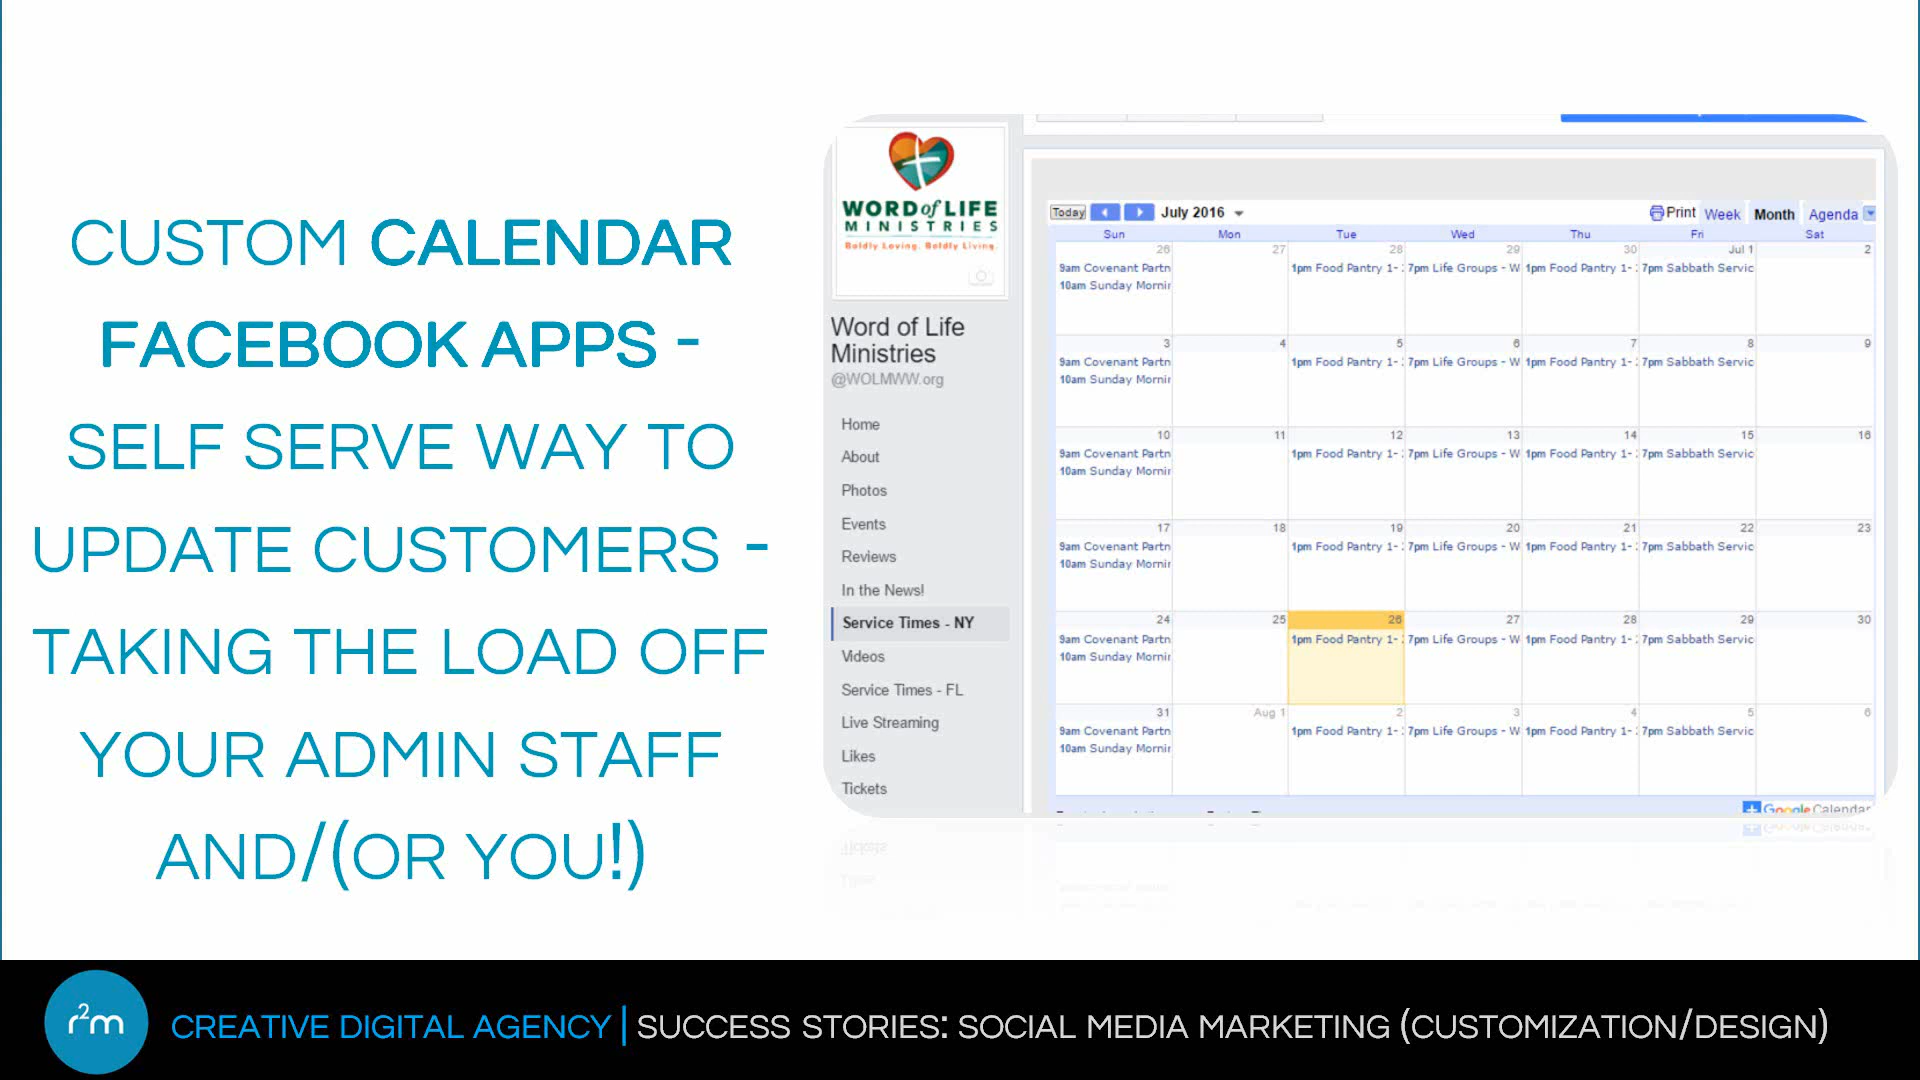 CUSTOM CALENDAR
FACEBOOK APPS -
SELF SERVE WAY TO
UPDATE CUSTOMERS -
TAKING THE LOAD OFF
YOUR ADMIN STAFF
AND/(OR YOU!)
WORD of LIFE
MINISTRIES
Boldly Loving. Boldly Living.
Word of Life
Ministries
@WOLMWW.org
Home
About
Photos
Events
Reviews
In the News!
Service Times - NY
Videos
Service Times - FL
Live Streaming
Likes
Tickets
Today July 2016 Print Week Month Agenda
Sun Mon Tue Wed Thu Fri Sat
26 27 28 29 30 Jul 1 2
9am Covenant Partn 1pm Food Pantry 1- 7pm Life Groups - W 1pm Food Pantry 1- 7pm Sabbath Servic
10am Sunday Mornin
3 4 5 6 7 8 9
9am Covenant Partn 1pm Food Pantry 1- 7pm Life Groups - W 1pm Food Pantry 1- 7pm Sabbath Servic
10am Sunday Mornin
10 11 12 13 14 15 16
9am Covenant Partn 1pm Food Pantry 1- 7pm Life Groups - W 1pm Food Pantry 1- 7pm Sabbath Servic
10am Sunday Mornin
17 18 19 20 21 22 23
9am Covenant Partn 1pm Food Pantry 1- 7pm Life Groups - W 1pm Food Pantry 1- 7pm Sabbath Servic
10am Sunday Mornin
24 25 26 27 28 29 30
9am Covenant Partn 1pm Food Pantry 1- 7pm Life Groups - W 1pm Food Pantry 1- 7pm Sabbath Servic
10am Sunday Mornin
31 Aug 1 2 3 4 5 6
9am Covenant Partn 1pm Food Pantry 1- 7pm Life Groups - W 1pm Food Pantry 1- 7pm Sabbath Servic
10am Sunday Mornin
Google Calendar
r2m CREATIVE DIGITAL AGENCY | SUCCESS STORIES: SOCIAL MEDIA MARKETING (CUSTOMIZATION/DESIGN)